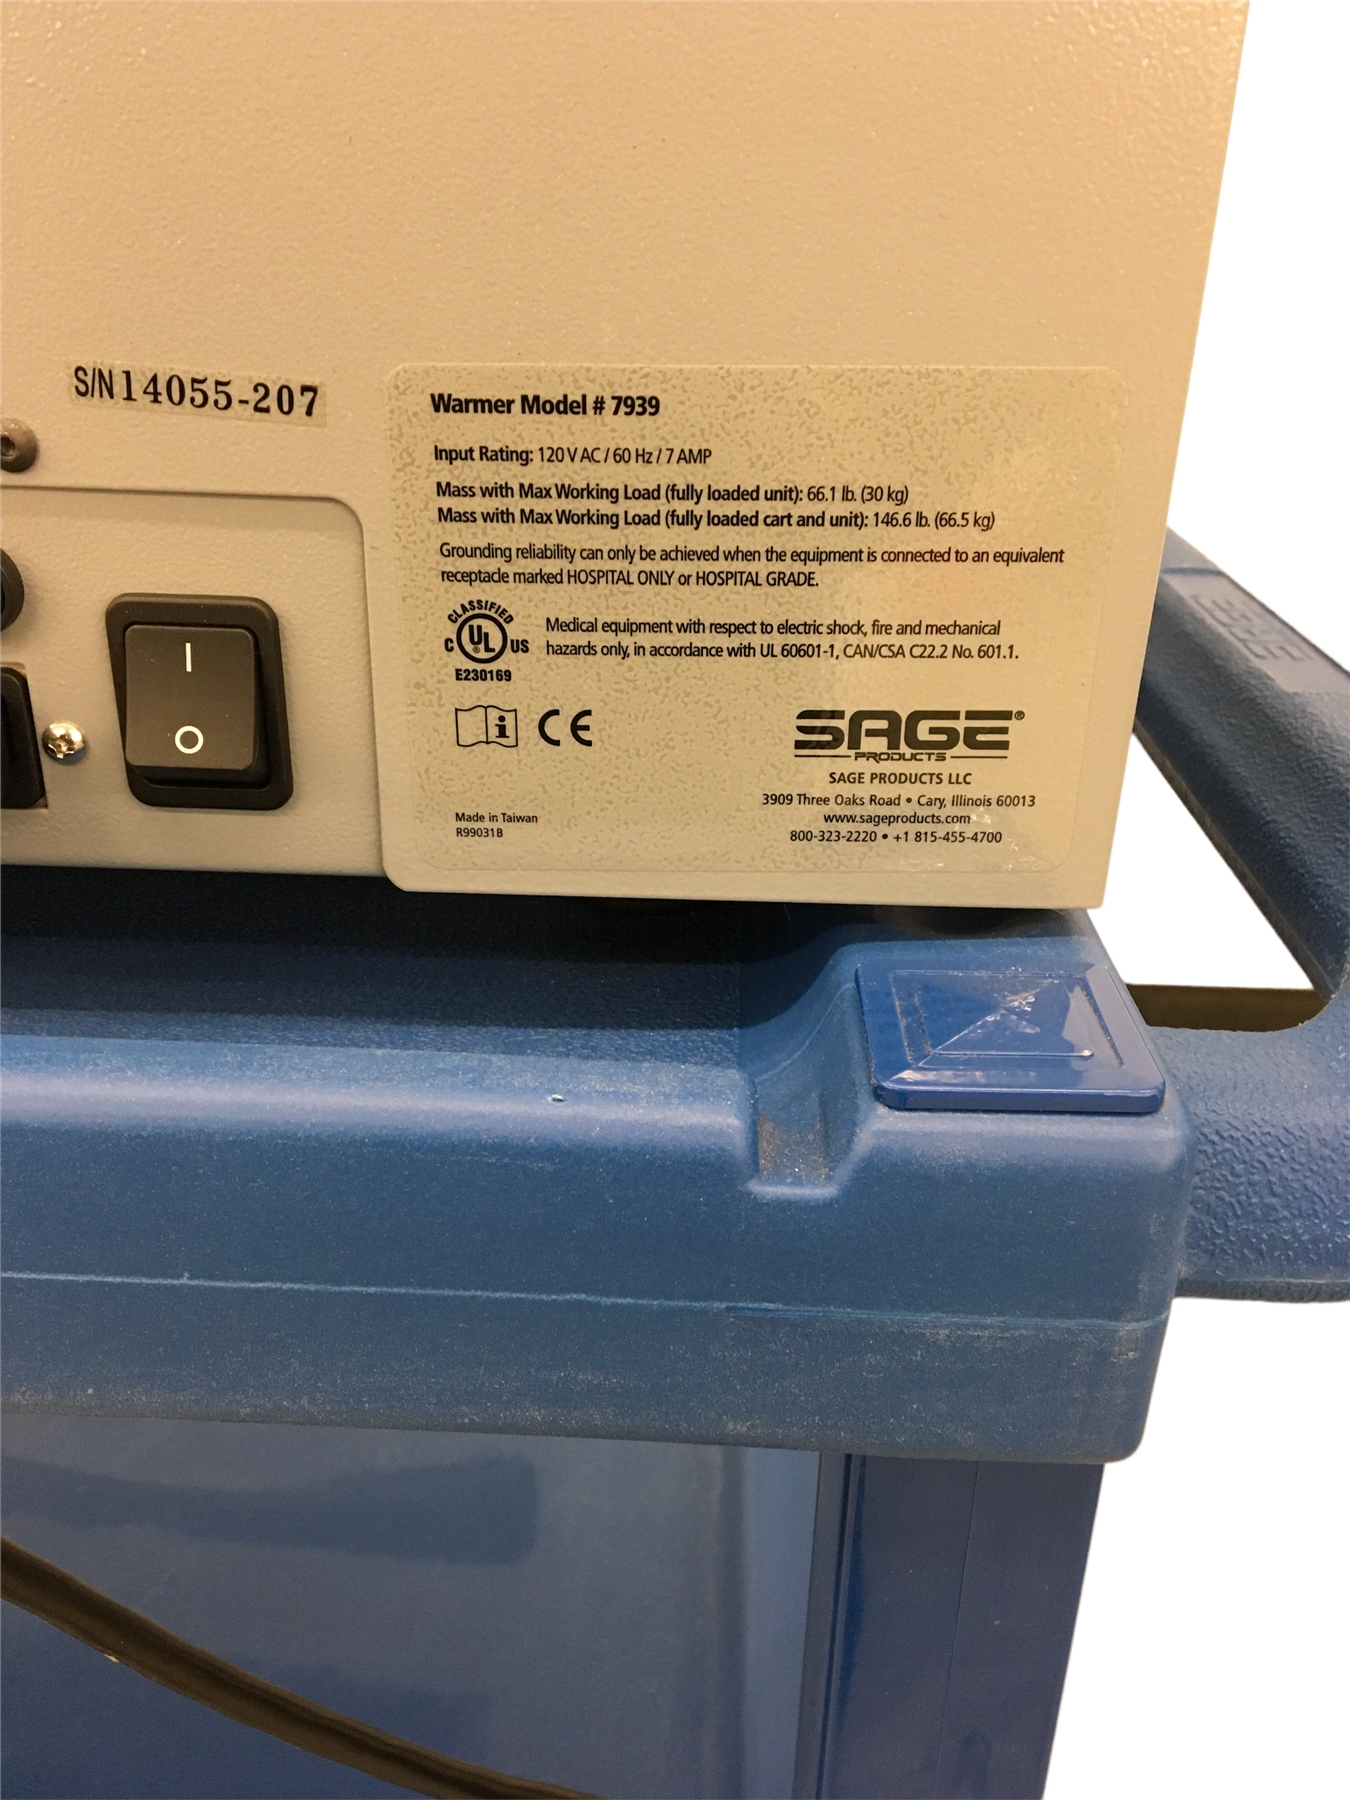 S/N 14055-207
Warmer Model # 7939
Input Rating: 120 V AC / 60 Hz / 7 AMP
Mass with Max Working Load (fully loaded unit): 66.1 lb. (30 kg)
Mass with Max Working Load (fully loaded cart and unit): 146.6 lb. (66.5 kg)
Grounding reliability can only be achieved when the equipment is connected to an equivalent
receptacle marked HOSPITAL ONLY or HOSPITAL GRADE.
CLASSIFIED
C UL US
E230169
Medical equipment with respect to electric shock, fire and mechanical
hazards only, in accordance with UL 60601-1, CAN/CSA C22.2 No. 601.1.
i CE
SAGE®
PRODUCTS
SAGE PRODUCTS LLC
3909 Three Oaks Road • Cary, Illinois 60013
www.sageproducts.com
800-323-2220 • +1 815-455-4700
Made in Taiwan
R99031B
I
O